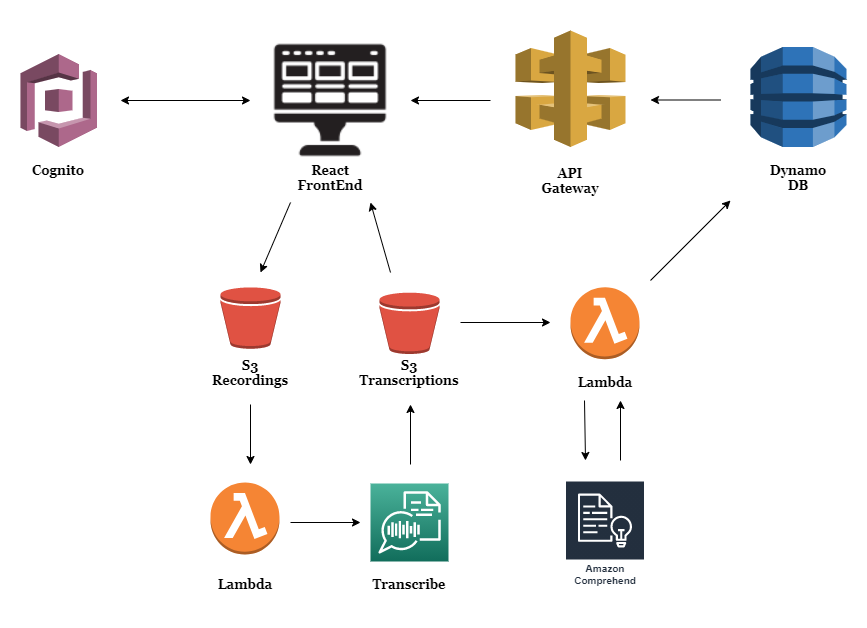 Cognito
React
FrontEnd
API
Gateway
Dynamo
DB
S3
Recordings
S3
Transcriptions
Lambda
Lambda
Transcribe
Amazon
Comprehend